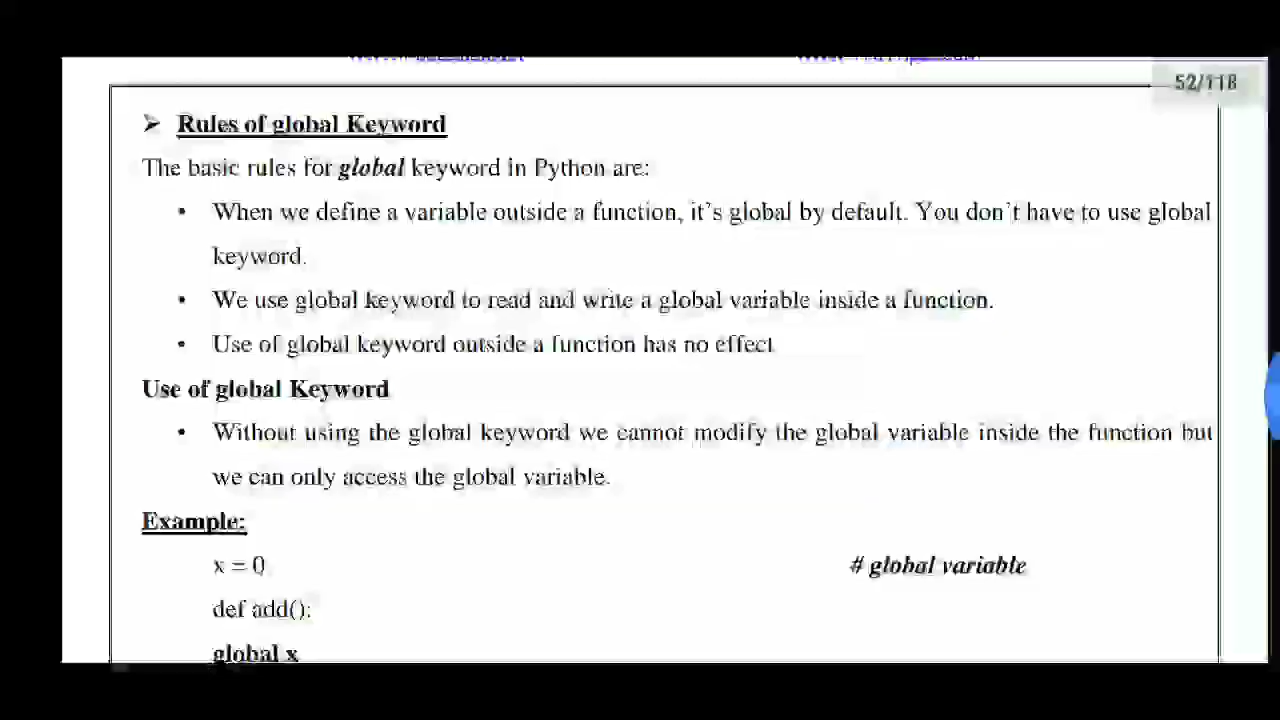 52/118
➢ Rules of global Keyword
The basic rules for global keyword in Python are:
• When we define a variable outside a function, it’s global by default. You don’t have to use global
keyword.
• We use global keyword to read and write a global variable inside a function.
• Use of global keyword outside a function has no effect
Use of global Keyword
• Without using the global keyword we cannot modify the global variable inside the function but
we can only access the global variable.
Example:
x = 0 # global variable
def add():
global x